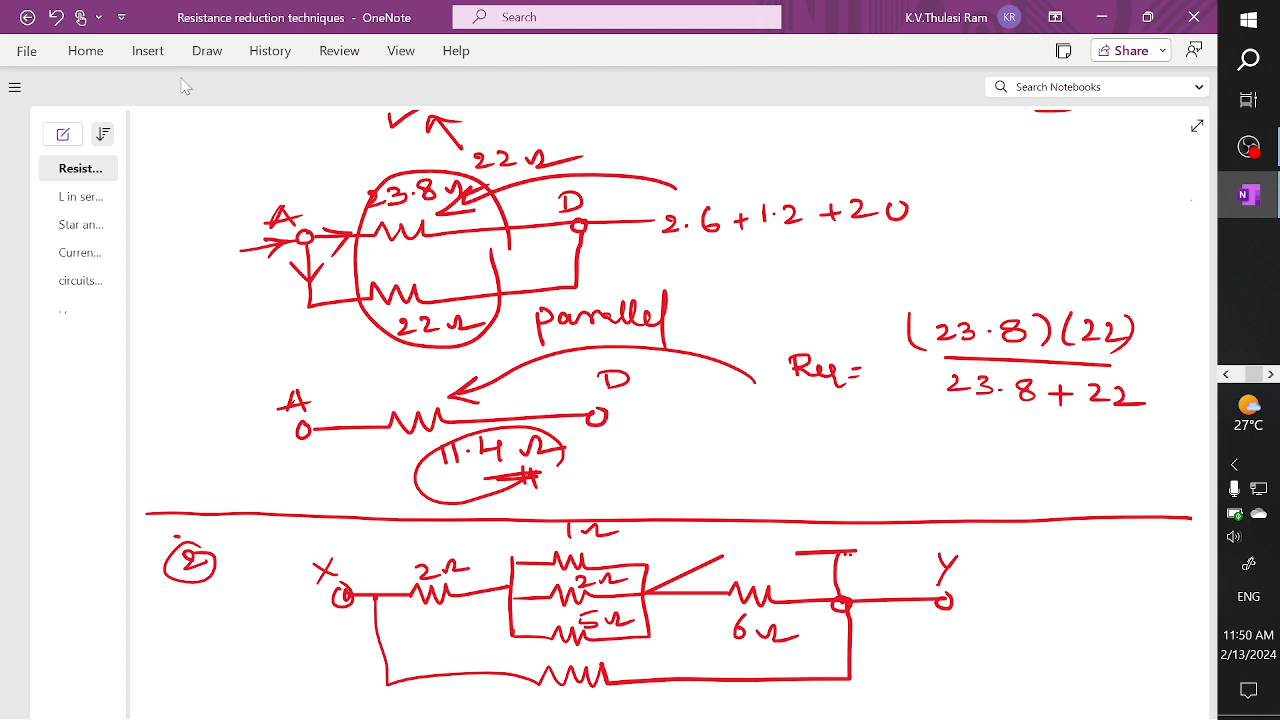 Resistance reduction techniques - OneNote
Search
K.V.Thulasi Ram
KR
File Home Insert Draw History Review View Help
Share
Search Notebooks
Resist...
L in ser...
Star an...
Curren...
circuits...
. ,
22 Ω
23.8 Ω
A
D
2.6 + 1.2 + 20
22 Ω
parallel
Req = (23.8)(22)
23.8 + 22
A
D
11.4 Ω
2
X
2Ω
1Ω
2Ω
5Ω
6Ω
Y
27°C
ENG
11:50 AM
2/13/2024